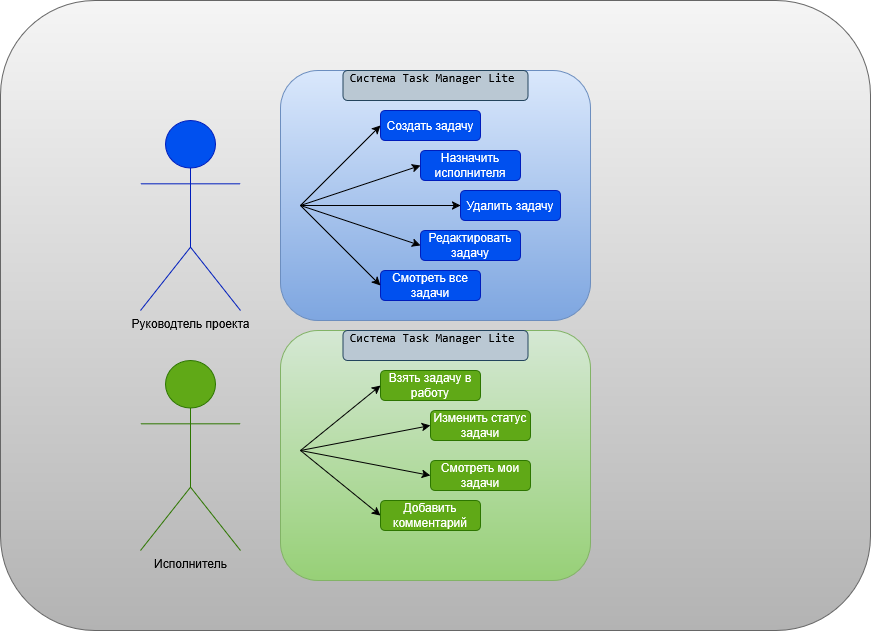 Система Task Manager Lite
Создать задачу
Назначить
исполнителя
Удалить задачу
Редактировать
задачу
Смотреть все
задачи
Руководтель проекта
Система Task Manager Lite
Взять задачу в
работу
Изменить статус
задачи
Смотреть мои
задачи
Добавить
комментарий
Исполнитель